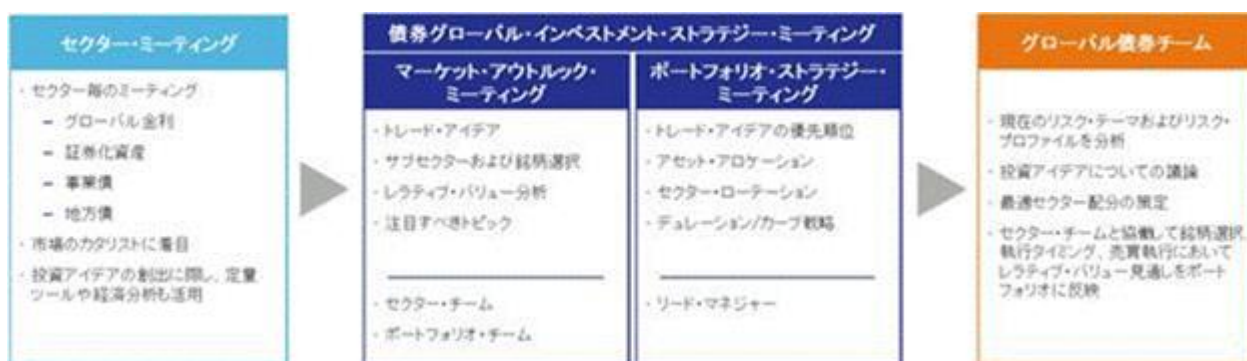 セクター・ミーティング
・セクター毎のミーティング
－ グローバル金利
－ 証券化資産
－ 事業債
－ 地方債
・市場のカタリストに着目
・投資アイデアの創出に際し、定量
ツールや経済分析も活用
債券グローバル・インベストメント・ストラテジー・ミーティング
マーケット・アウトルック・
ミーティング
・トレード・アイデア
・サブセクターおよび銘柄選択
・レラティブ・バリュー分析
・注目すべきトピック
・セクター・チーム
・ポートフォリオ・チーム
ポートフォリオ・ストラテジー・
ミーティング
・トレード・アイデアの優先順位
・アセット・アロケーション
・セクター・ローテーション
・デュレーション/カーブ戦略
・リード・マネジャー
グローバル債券チーム
・現在のリスク・テーマおよびリスク・
プロファイルを分析
・投資アイデアについての議論
・最適セクター配分の策定
・セクター・チームと協働して銘柄選択、
執行タイミング、売買執行において
レラティブ・バリュー見通しをポート
フォリオに反映